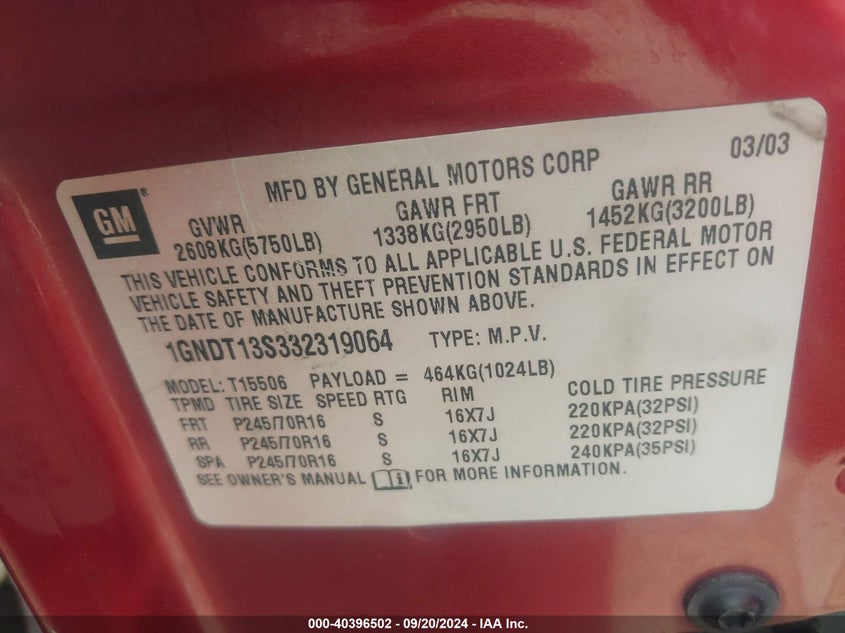 03/03
MFD BY GENERAL MOTORS CORP
GM®
GVWR GAWR FRT GAWR RR
2608KG(5750LB) 1338KG(2950LB) 1452KG(3200LB)
THIS VEHICLE CONFORMS TO ALL APPLICABLE U.S. FEDERAL MOTOR
VEHICLE SAFETY AND THEFT PREVENTION STANDARDS IN EFFECT ON
THE DATE OF MANUFACTURE SHOWN ABOVE.
1GNDT13S332319064 TYPE: M.P.V.
MODEL: T15506 PAYLOAD = 464KG(1024LB)
TPMD TIRE SIZE SPEED RTG RIM COLD TIRE PRESSURE
FRT P245/70R16 S 16X7J 220KPA(32PSI)
RR P245/70R16 S 16X7J 220KPA(32PSI)
SPA P245/70R16 S 16X7J 240KPA(35PSI)
SEE OWNER'S MANUAL FOR MORE INFORMATION.
000-40396502 - 09/20/2024 - IAA Inc.